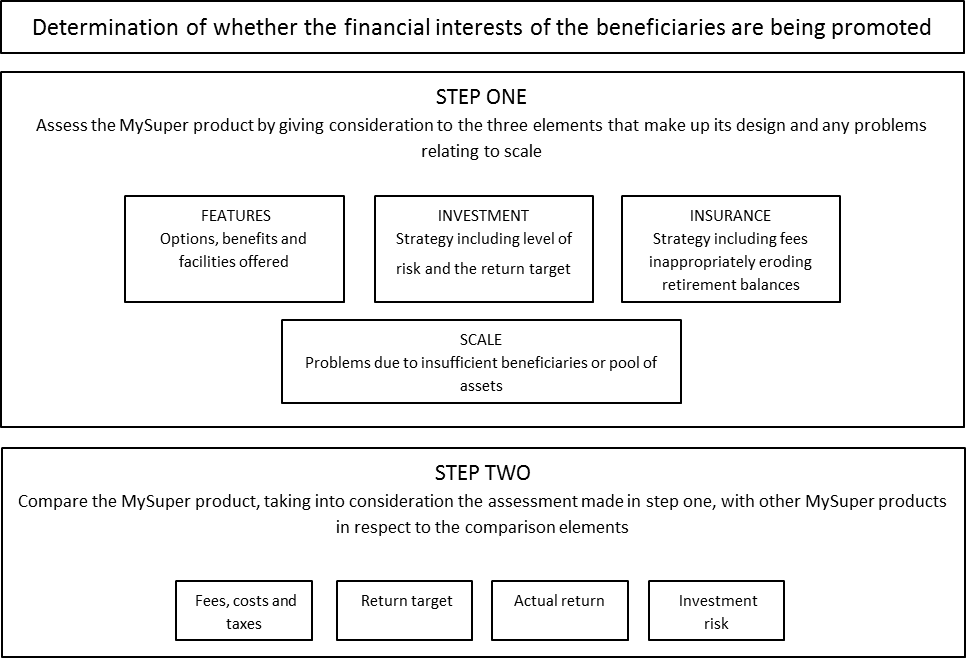 Determination of whether the financial interests of the beneficiaries are being promoted
STEP ONE
Assess the MySuper product by giving consideration to the three elements that make up its design and any problems
relating to scale
FEATURES
Options, benefits and
facilities offered
INVESTMENT
Strategy including level of
risk and the return target
INSURANCE
Strategy including fees
inappropriately eroding
retirement balances
SCALE
Problems due to insufficient beneficiaries or pool of
assets
STEP TWO
Compare the MySuper product, taking into consideration the assessment made in step one, with other MySuper products
in respect to the comparison elements
Fees, costs and
taxes
Return target
Actual return
Investment
risk